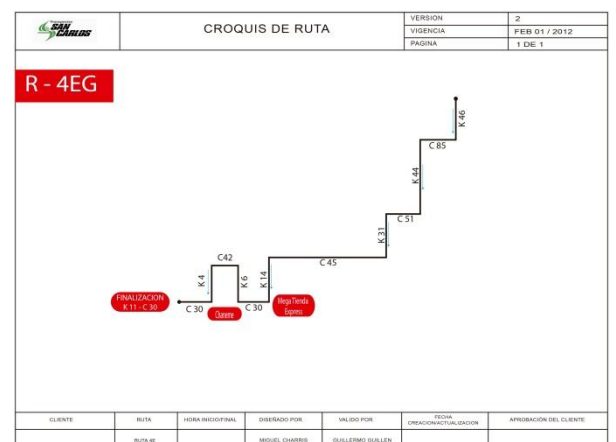 SAN CARLOS
CROQUIS DE RUTA
VERSION 2
VIGENCIA FEB 01 / 2012
PAGINA 1 DE 1
R - 4EG
K 46
C 85
K 44
C 51
K 31
C 45
C42
K 4
K 6
K 14
FINALIZACION
K 11 - C 30
C 30
C 30
Mega Tienda
Express
CLIENTE RUTA HORA INICIO/FINAL DISEÑADO POR VALIDO POR FECHA CREACION/ACTUALIZACION APROBACIÓN DEL CLIENTE
RUTA 4E MIGUEL CHARRIS GUILLERMO GUILLEN